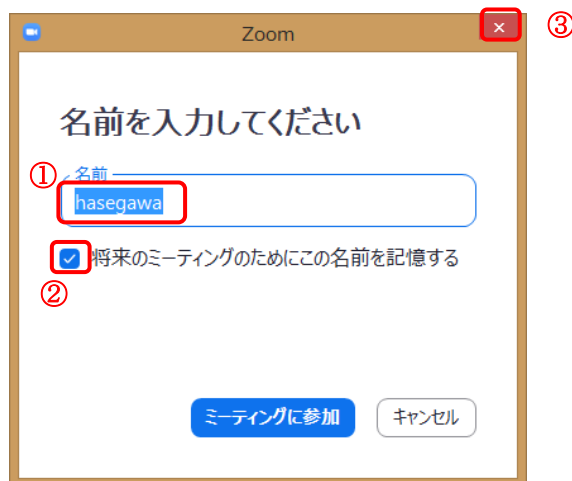 Zoom
×
③
名前を入力してください
①
名前
hasegawa
将来のミーティングのためにこの名前を記憶する
②
ミーティングに参加
キャンセル